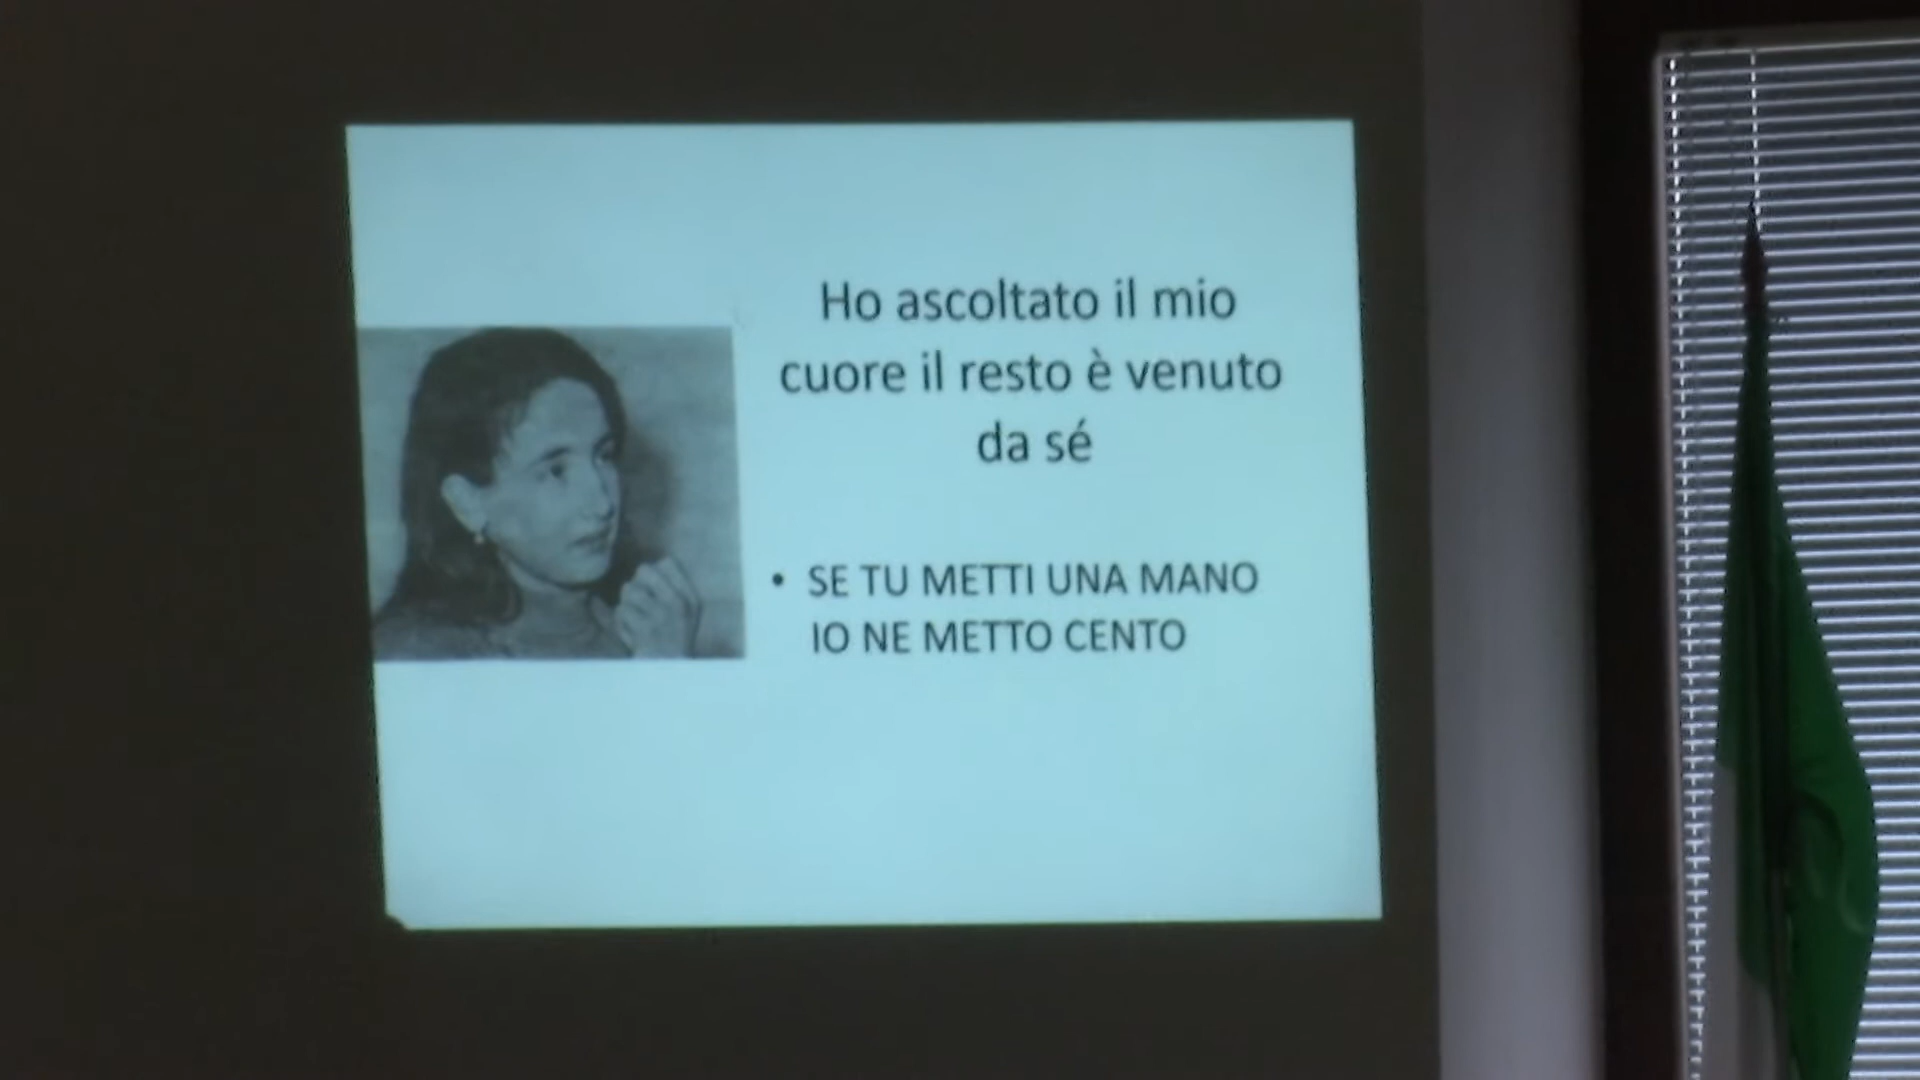 Ho ascoltato il mio
cuore il resto è venuto
da sé
• SE TU METTI UNA MANO
IO NE METTO CENTO